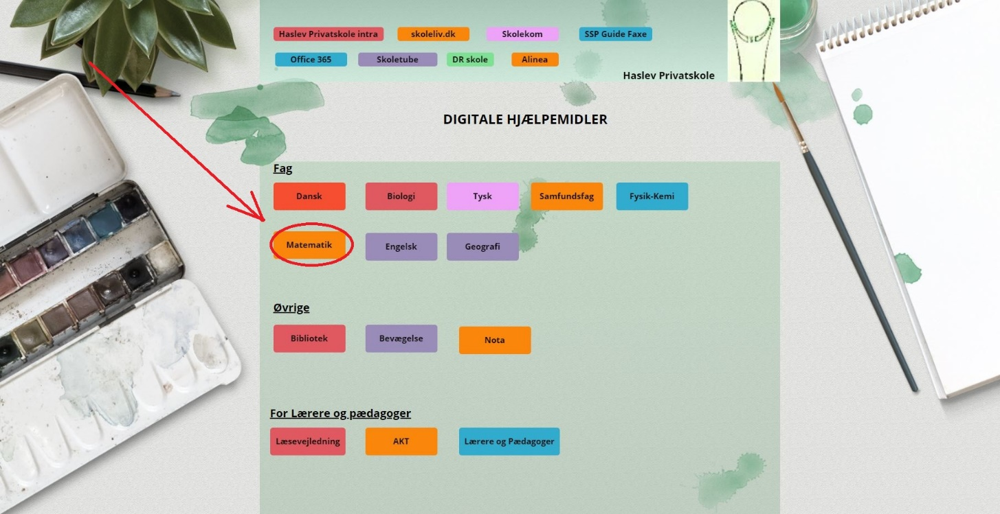 Haslev Privatskole intra
skoleliv.dk
Skolekom
SSP Guide Faxe
Office 365
Skoletube
DR skole
Alinea
Haslev Privatskole
DIGITALE HJÆLPEMIDLER
Fag
Dansk
Biologi
Tysk
Samfundsfag
Fysik-Kemi
Matematik
Engelsk
Geografi
Øvrige
Bibliotek
Bevægelse
Nota
For Lærere og pædagoger
Læsevejledning
AKT
Lærere og Pædagoger